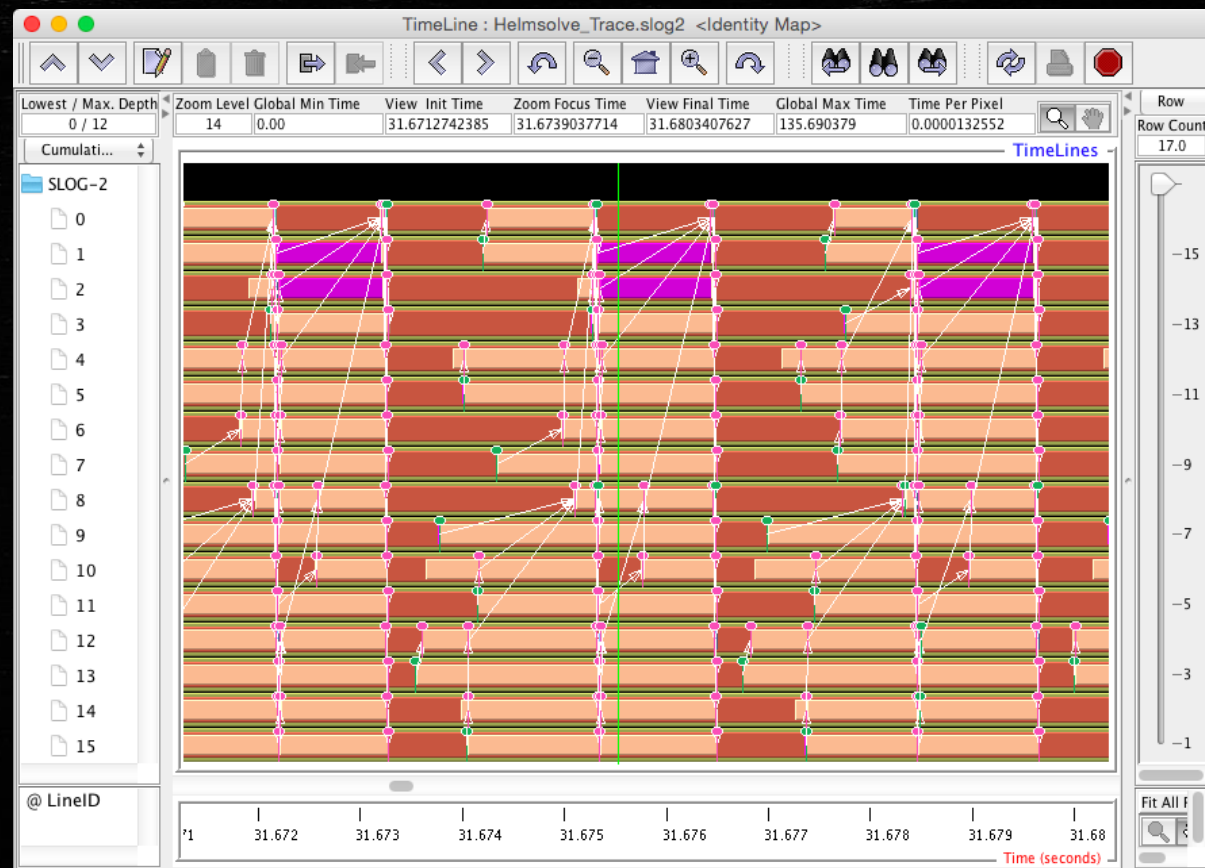 TimeLine : Helmsolve_Trace.slog2 <Identity Map>
Lowest / Max. Depth
0 / 12
Zoom Level Global Min Time View Init Time Zoom Focus Time View Final Time Global Max Time Time Per Pixel
14 0.00 31.6712742385 31.6739037714 31.6803407627 135.690379 0.0000132552
Row
Row Count
17.0
Cumulati...
TimeLines
SLOG-2
0
1
2
3
4
5
6
7
8
9
10
11
12
13
14
15
15
13
11
9
7
5
3
1
@ LineID
Fit All
'1 31.672 31.673 31.674 31.675 31.676 31.677 31.678 31.679 31.68
Time (seconds)